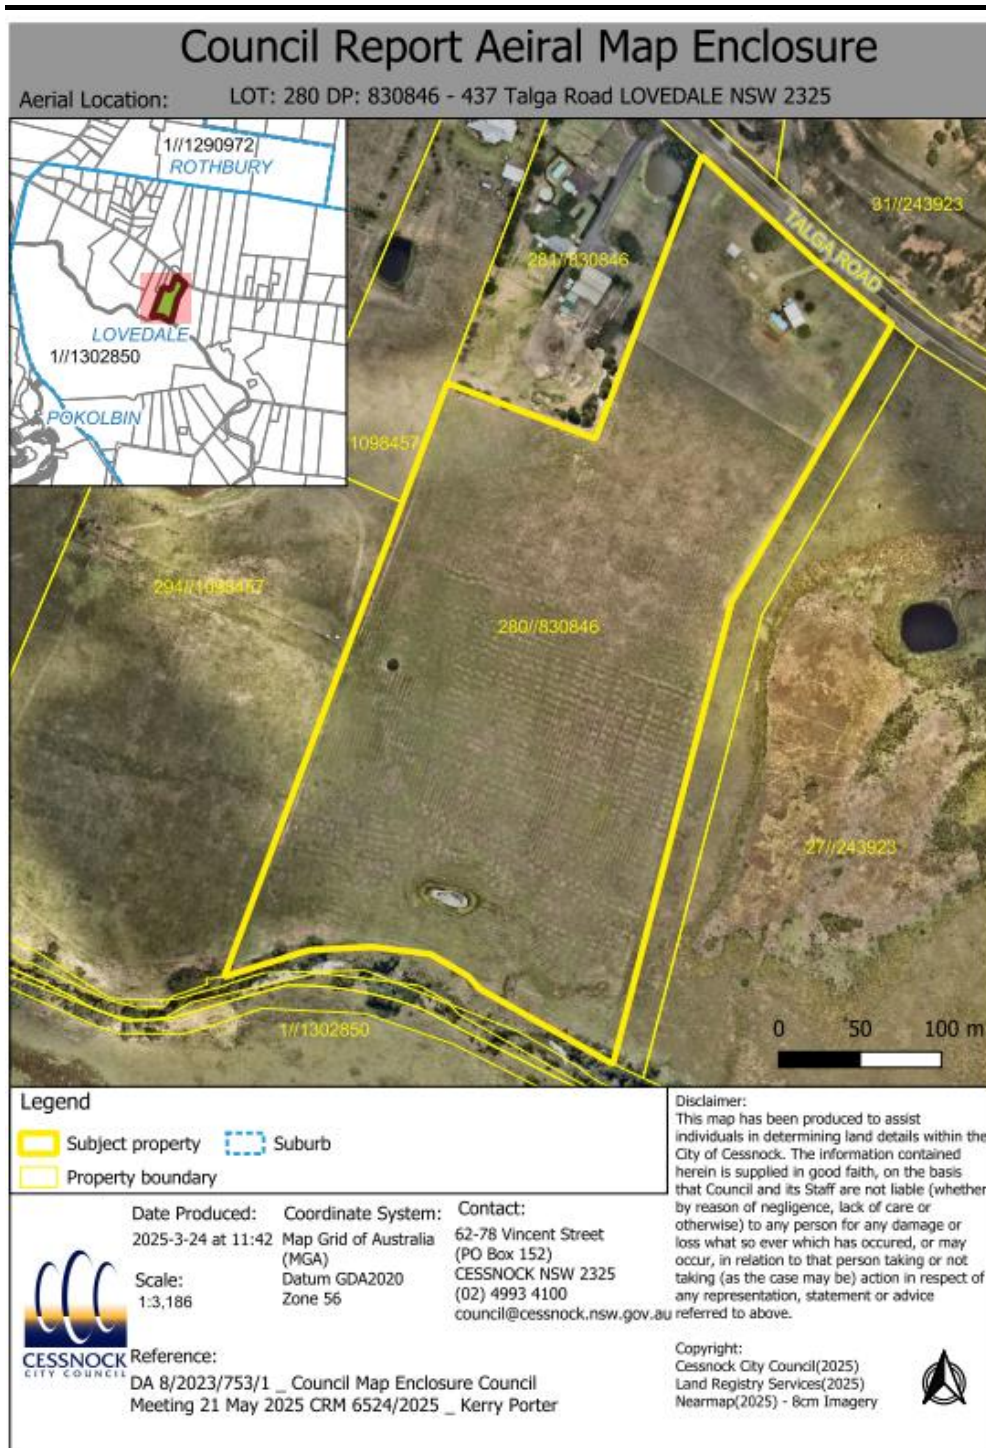 Council Report Aeiral Map Enclosure
Aerial Location: LOT: 280 DP: 830846 - 437 Talga Road LOVEDALE NSW 2325
1//1290972
ROTHBURY
LOVEDALE
1//1302850
POKOLBIN
31//243923
TALGA ROAD
281//830846
1098457
294//1098457
280//830846
27//243923
1//1302850
0 50 100 m
Legend
Subject property
Suburb
Property boundary
Disclaimer:
This map has been produced to assist
individuals in determining land details within the
City of Cessnock. The information contained
herein is supplied in good faith, on the basis
that Council and its Staff are not liable (whether
by reason of negligence, lack of care or
otherwise) to any person for any damage or
loss what so ever which has occured, or may
occur, in relation to that person taking or not
taking (as the case may be) action in respect of
any representation, statement or advice
referred to above.
Date Produced:
2025-3-24 at 11:42
Scale:
1:3,186
Coordinate System:
Map Grid of Australia
(MGA)
Datum GDA2020
Zone 56
Contact:
62-78 Vincent Street
(PO Box 152)
CESSNOCK NSW 2325
(02) 4993 4100
council@cessnock.nsw.gov.au
CESSNOCK
CITY COUNCIL
Reference:
DA 8/2023/753/1 _ Council Map Enclosure Council
Meeting 21 May 2025 CRM 6524/2025 _ Kerry Porter
Copyright:
Cessnock City Council(2025)
Land Registry Services(2025)
Nearmap(2025) - 8cm Imagery